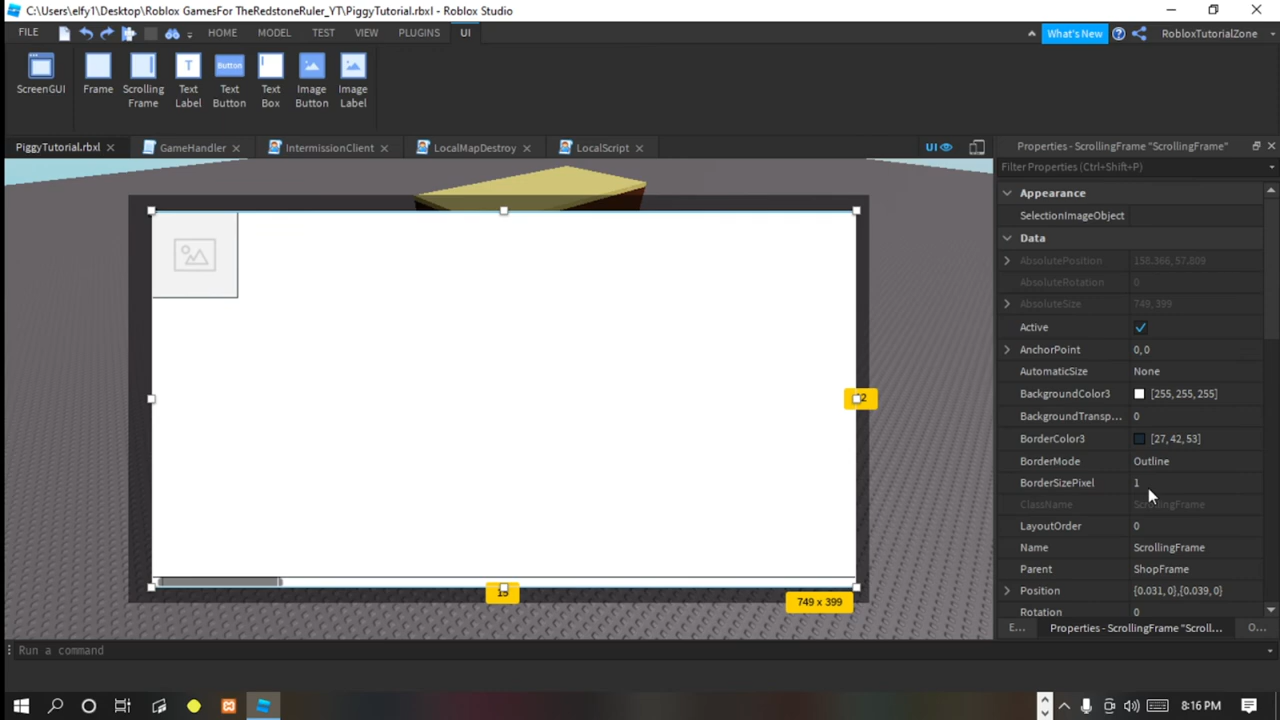 C:\Users\elfy1\Desktop\Roblox GamesFor TheRedstoneRuler_YT\PiggyTutorial.rbxl - Roblox Studio
FILE HOME MODEL TEST VIEW PLUGINS UI What's New RobloxTutorialZone
ScreenGUI Frame Scrolling Frame Text Label Button Text Button Text Box Image Button Image Label
PiggyTutorial.rbxl GameHandler IntermissionClient LocalMapDestroy LocalScript UI
Properties - ScrollingFrame "ScrollingFrame"
Filter Properties (Ctrl+Shift+P)
Appearance
SelectionImageObject
Data
AbsolutePosition 158.366, 57.809
AbsoluteRotation 0
AbsoluteSize 749, 399
Active
AnchorPoint 0, 0
AutomaticSize None
BackgroundColor3 [255, 255, 255]
BackgroundTransp... 0
BorderColor3 [27, 42, 53]
BorderMode Outline
BorderSizePixel 1
ClassName ScrollingFrame
LayoutOrder 0
Name ScrollingFrame
Parent ShopFrame
Position {0.031, 0},{0.039, 0}
Rotation 0
749 x 399
E... Properties - ScrollingFrame "Scroll... O...
Run a command
8:16 PM